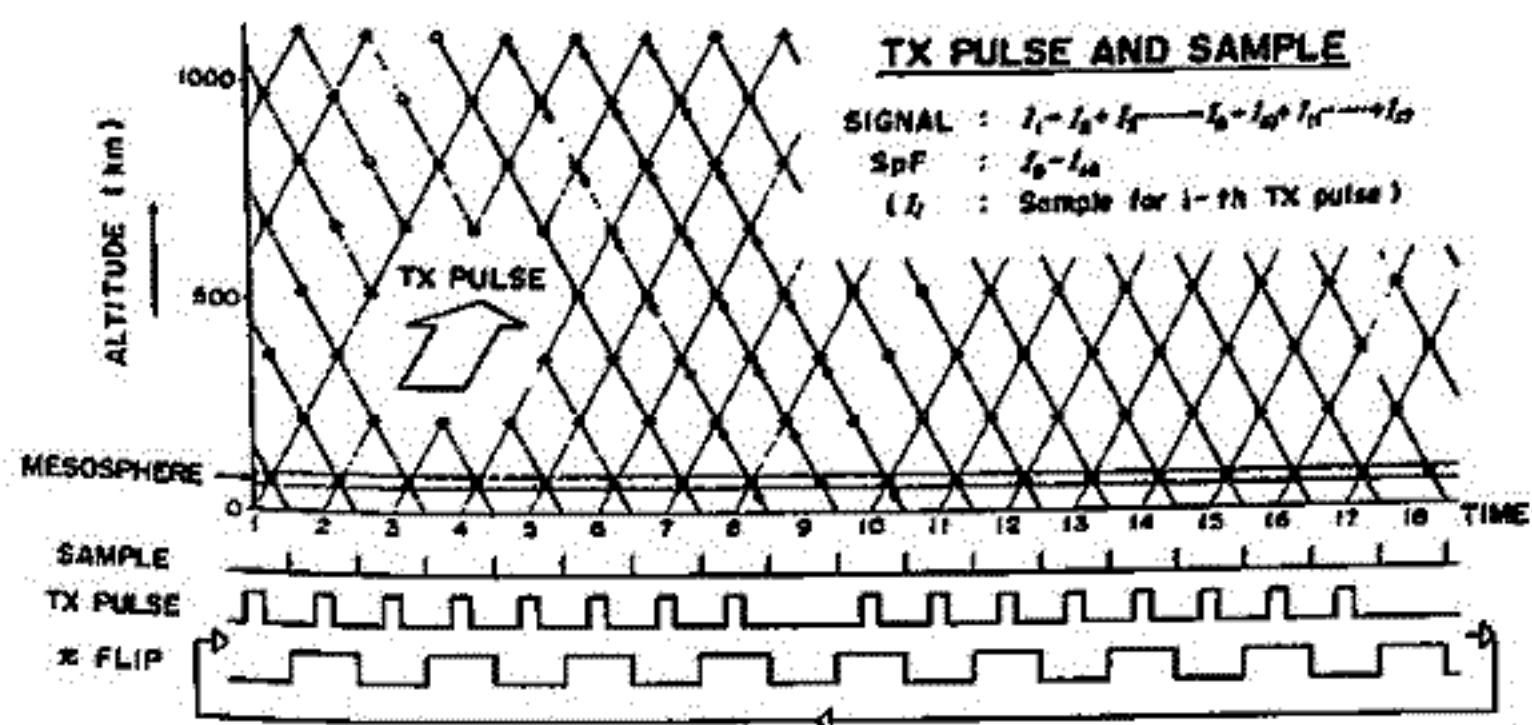 TX PULSE AND SAMPLE
1000
SIGNAL :
SpF :
( I_i : Sample for i-th TX pulse )
ALTITUDE (km)
TX PULSE
500
MESOSPHERE
0
1 2 3 4 5 6 7 8 9 10 11 12 13 14 15 16 17 18 TIME
SAMPLE
TX PULSE
π FLIP